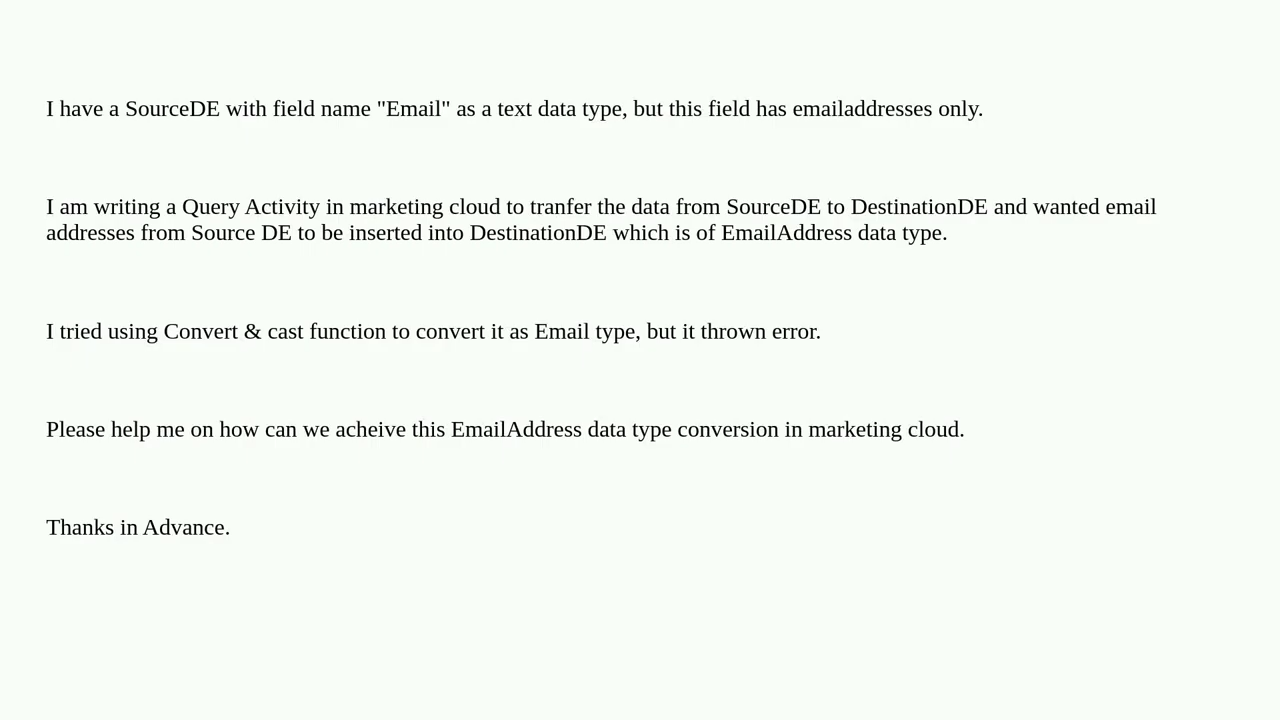 I have a SourceDE with field name "Email" as a text data type, but this field has emailaddresses only.
I am writing a Query Activity in marketing cloud to tranfer the data from SourceDE to DestinationDE and wanted email
addresses from Source DE to be inserted into DestinationDE which is of EmailAddress data type.
I tried using Convert & cast function to convert it as Email type, but it thrown error.
Please help me on how can we acheive this EmailAddress data type conversion in marketing cloud.
Thanks in Advance.